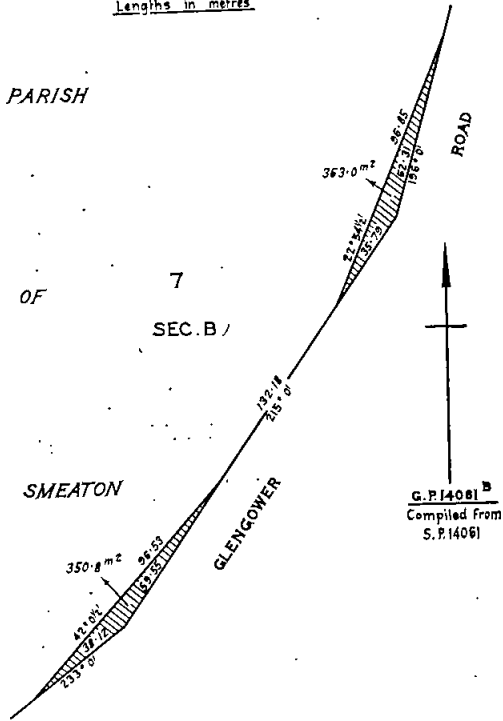 Lengths in metres
PARISH
96·85
62·31
196° 0'
ROAD
363·0 m²
22° 54½'
35·79
OF
7
SEC. B
132·18
215° 0'
SMEATON
GLENGOWER
G.P. 14061 B
Compiled from
S.P. 14061
96·53
59·55
350·8 m²
42° 0½'
38·12
233° 0'